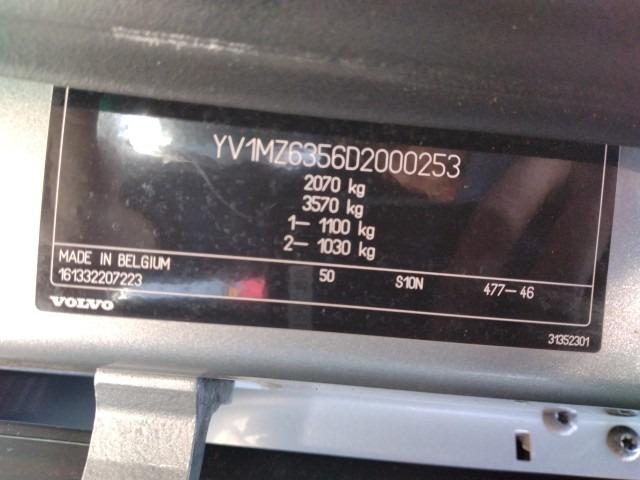 YV1MZ6356D2000253
2070 kg
3570 kg
1- 1100 kg
2- 1030 kg
MADE IN BELGIUM
161332207223 50 S10N 477-46
VOLVO
31352301